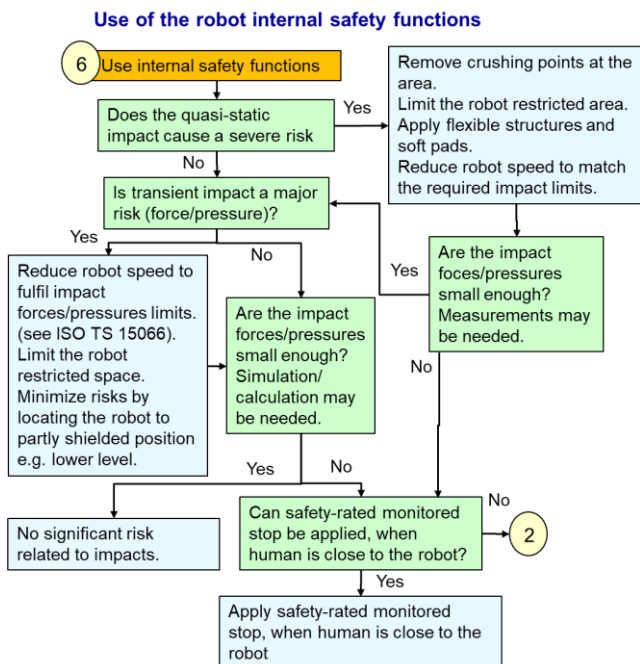 Use of the robot internal safety functions
6
Use internal safety functions
Does the quasi-static
impact cause a severe risk
Yes
No
Remove crushing points at the
area.
Limit the robot restricted area.
Apply flexible structures and
soft pads.
Reduce robot speed to match
the required impact limits.
Is transient impact a major
risk (force/pressure)?
Yes
No
Yes
Are the impact
foces/pressures
small enough?
Measurements may
be needed.
No
Reduce robot speed to
fulfil impact
forces/pressures limits.
(see ISO TS 15066).
Limit the robot
restricted space.
Minimize risks by
locating the robot to
partly shielded position
e.g. lower level.
Are the impact
forces/pressures
small enough?
Simulation/
calculation may
be needed.
Yes
No
No significant risk
related to impacts.
Can safety-rated monitored
stop be applied, when
human is close to the robot?
No
2
Yes
Apply safety-rated monitored
stop, when human is close to the
robot